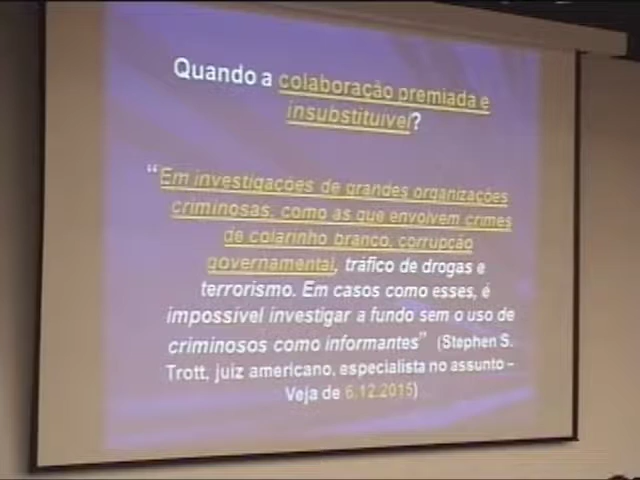 Quando a colaboração premiada e
insubstituível?
“Em investigações de grandes organizações
criminosas, como as que envolvem crimes
de colarinho branco, corrupção
governamental, tráfico de drogas e
terrorismo. Em casos como esses, é
impossível investigar a fundo sem o uso de
criminosos como informantes” (Stephen S.
Trott, juiz americano, especialista no assunto –
Veja de 6.12.2015)